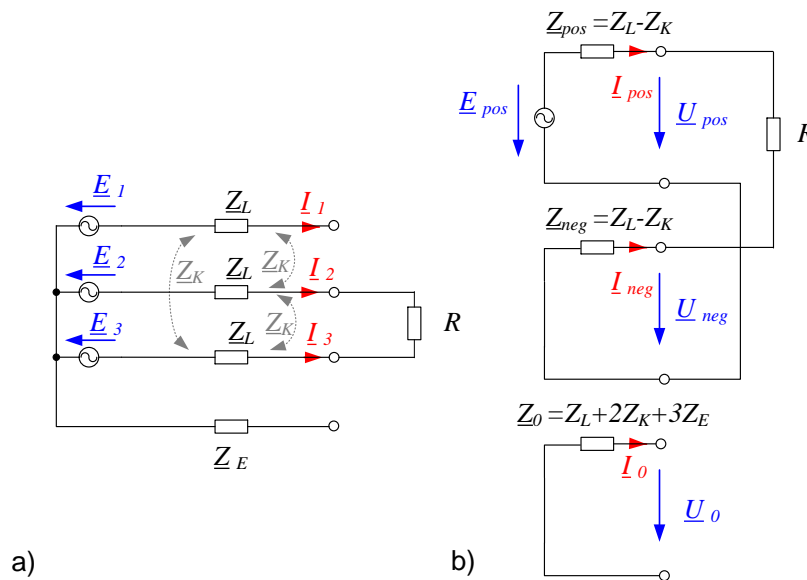 E 1
Z L
I 1
E 2
Z K
Z L
Z K
I 2
E 3
Z K
Z L
I 3
R
Z E
a)
Z pos =Z L-Z K
I pos
E pos
U pos
R
Z neg =Z L-Z K
I neg
U neg
Z 0 =Z L+2Z K+3Z E
I 0
U 0
b)